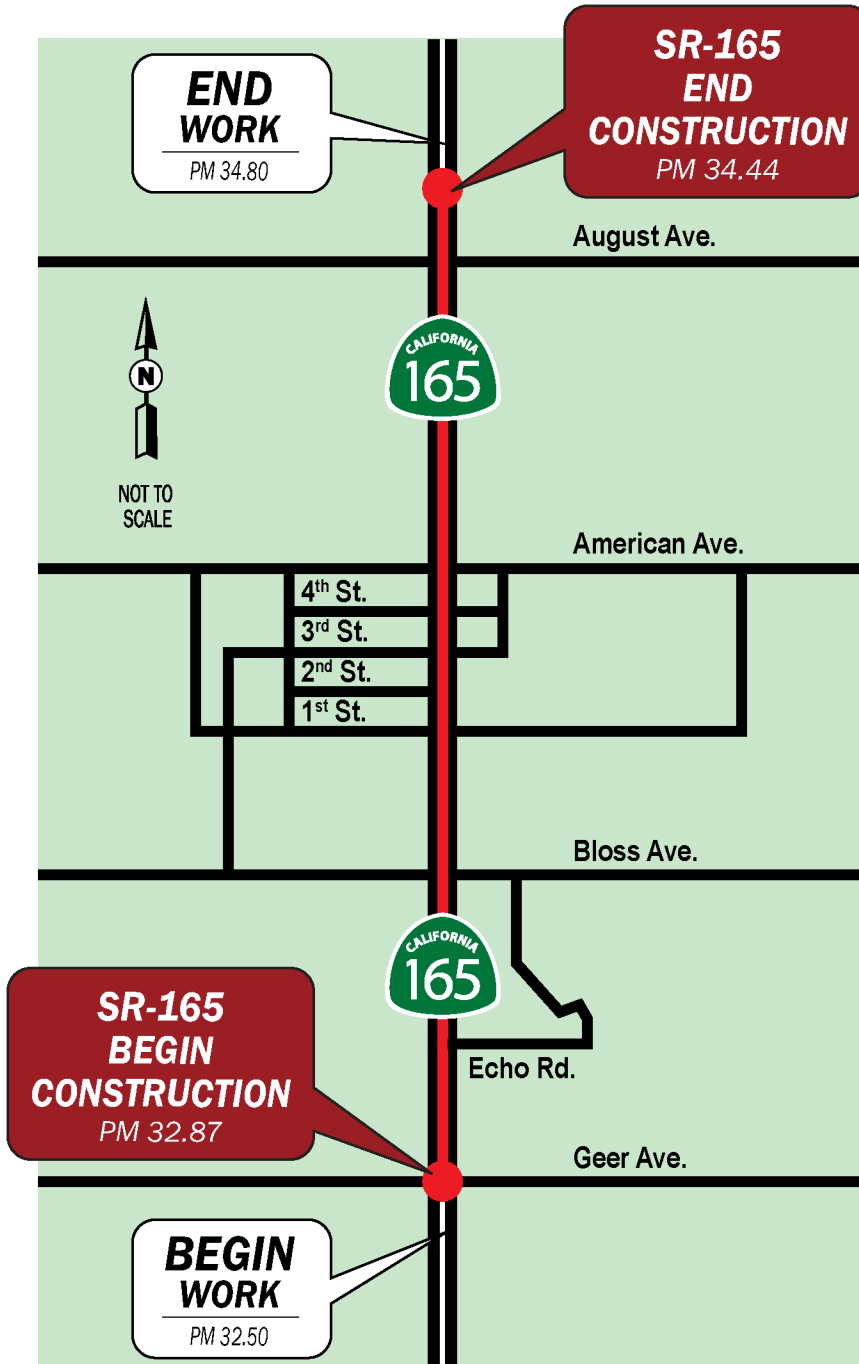 END
WORK
PM 34.80
SR-165
END
CONSTRUCTION
PM 34.44
August Ave.
CALIFORNIA
165
N
NOT TO
SCALE
American Ave.
4th St.
3rd St.
2nd St.
1st St.
Bloss Ave.
CALIFORNIA
165
SR-165
BEGIN
CONSTRUCTION
PM 32.87
Echo Rd.
Geer Ave.
BEGIN
WORK
PM 32.50